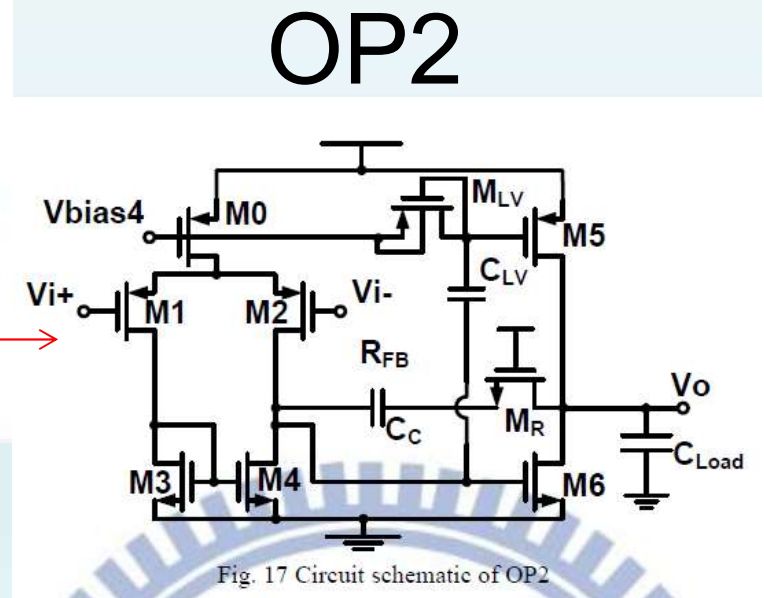 OP2
Vbias4
M0
MLV
M5
CLV
Vi+
M1
M2
Vi-
RFB
CC
MR
Vo
CLoad
M3
M4
M6
Fig. 17 Circuit schematic of OP2